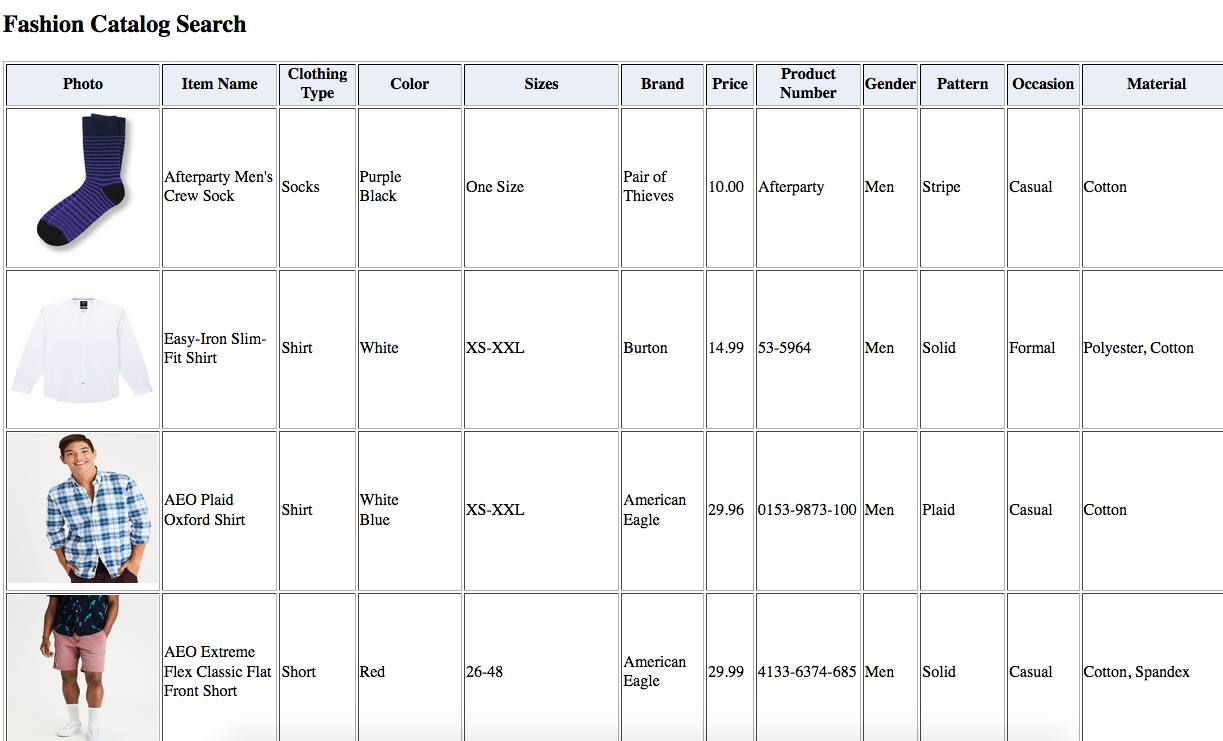 Fashion Catalog Search
Photo Item Name Clothing Type Color Sizes Brand Price Product Number Gender Pattern Occasion Material
Afterparty Men's Crew Sock Socks Purple Black One Size Pair of Thieves 10.00 Afterparty Men Stripe Casual Cotton
Easy-Iron Slim-Fit Shirt Shirt White XS-XXL Burton 14.99 53-5964 Men Solid Formal Polyester, Cotton
AEO Plaid Oxford Shirt Shirt White Blue XS-XXL American Eagle 29.96 0153-9873-100 Men Plaid Casual Cotton
AEO Extreme Flex Classic Flat Front Short Short Red 26-48 American Eagle 29.99 4133-6374-685 Men Solid Casual Cotton, Spandex